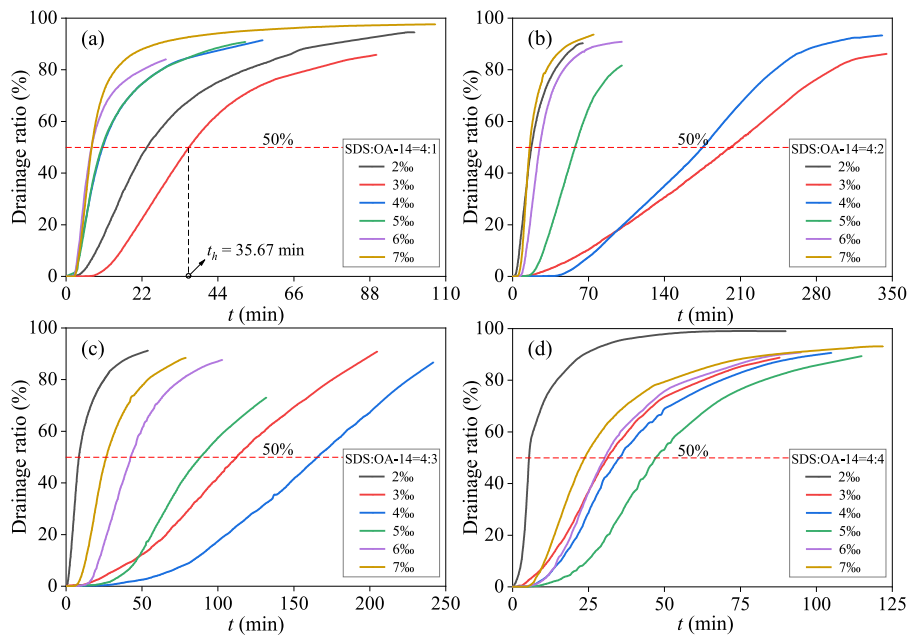 (a)
Drainage ratio (%)
100
80
60
40
20
0
50%
t_h = 35.67 min
SDS:OA-14=4:1
2‰
3‰
4‰
5‰
6‰
7‰
0 22 44 66 88 110
t (min)
(b)
Drainage ratio (%)
100
80
60
40
20
0
50%
SDS:OA-14=4:2
2‰
3‰
4‰
5‰
6‰
7‰
0 70 140 210 280 350
t (min)
(c)
Drainage ratio (%)
100
80
60
40
20
0
50%
SDS:OA-14=4:3
2‰
3‰
4‰
5‰
6‰
7‰
0 50 100 150 200 250
t (min)
(d)
Drainage ratio (%)
100
80
60
40
20
0
50%
SDS:OA-14=4:4
2‰
3‰
4‰
5‰
6‰
7‰
0 25 50 75 100 125
t (min)